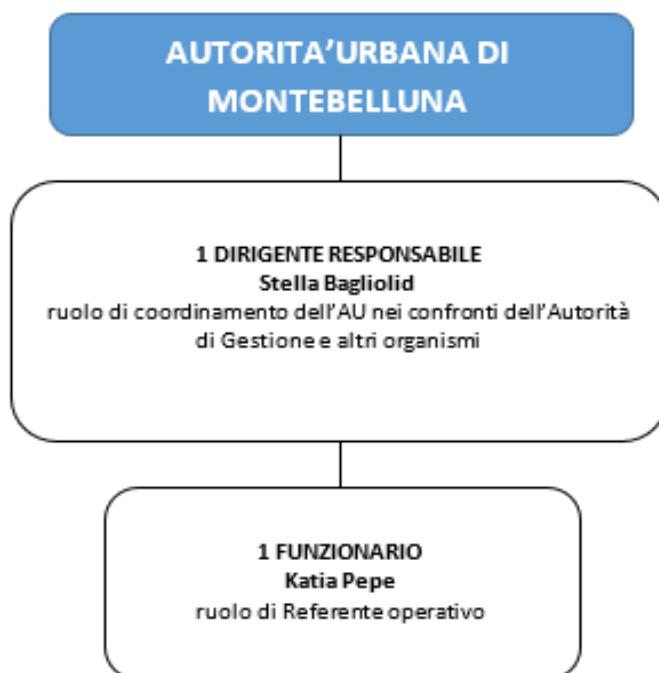 AUTORITA’URBANA DI
MONTEBELLUNA
1 DIRIGENTE RESPONSABILE
Stella Bagliolid
ruolo di coordinamento dell’AU nei confronti dell’Autorità
di Gestione e altri organismi
1 FUNZIONARIO
Katia Pepe
ruolo di Referente operativo